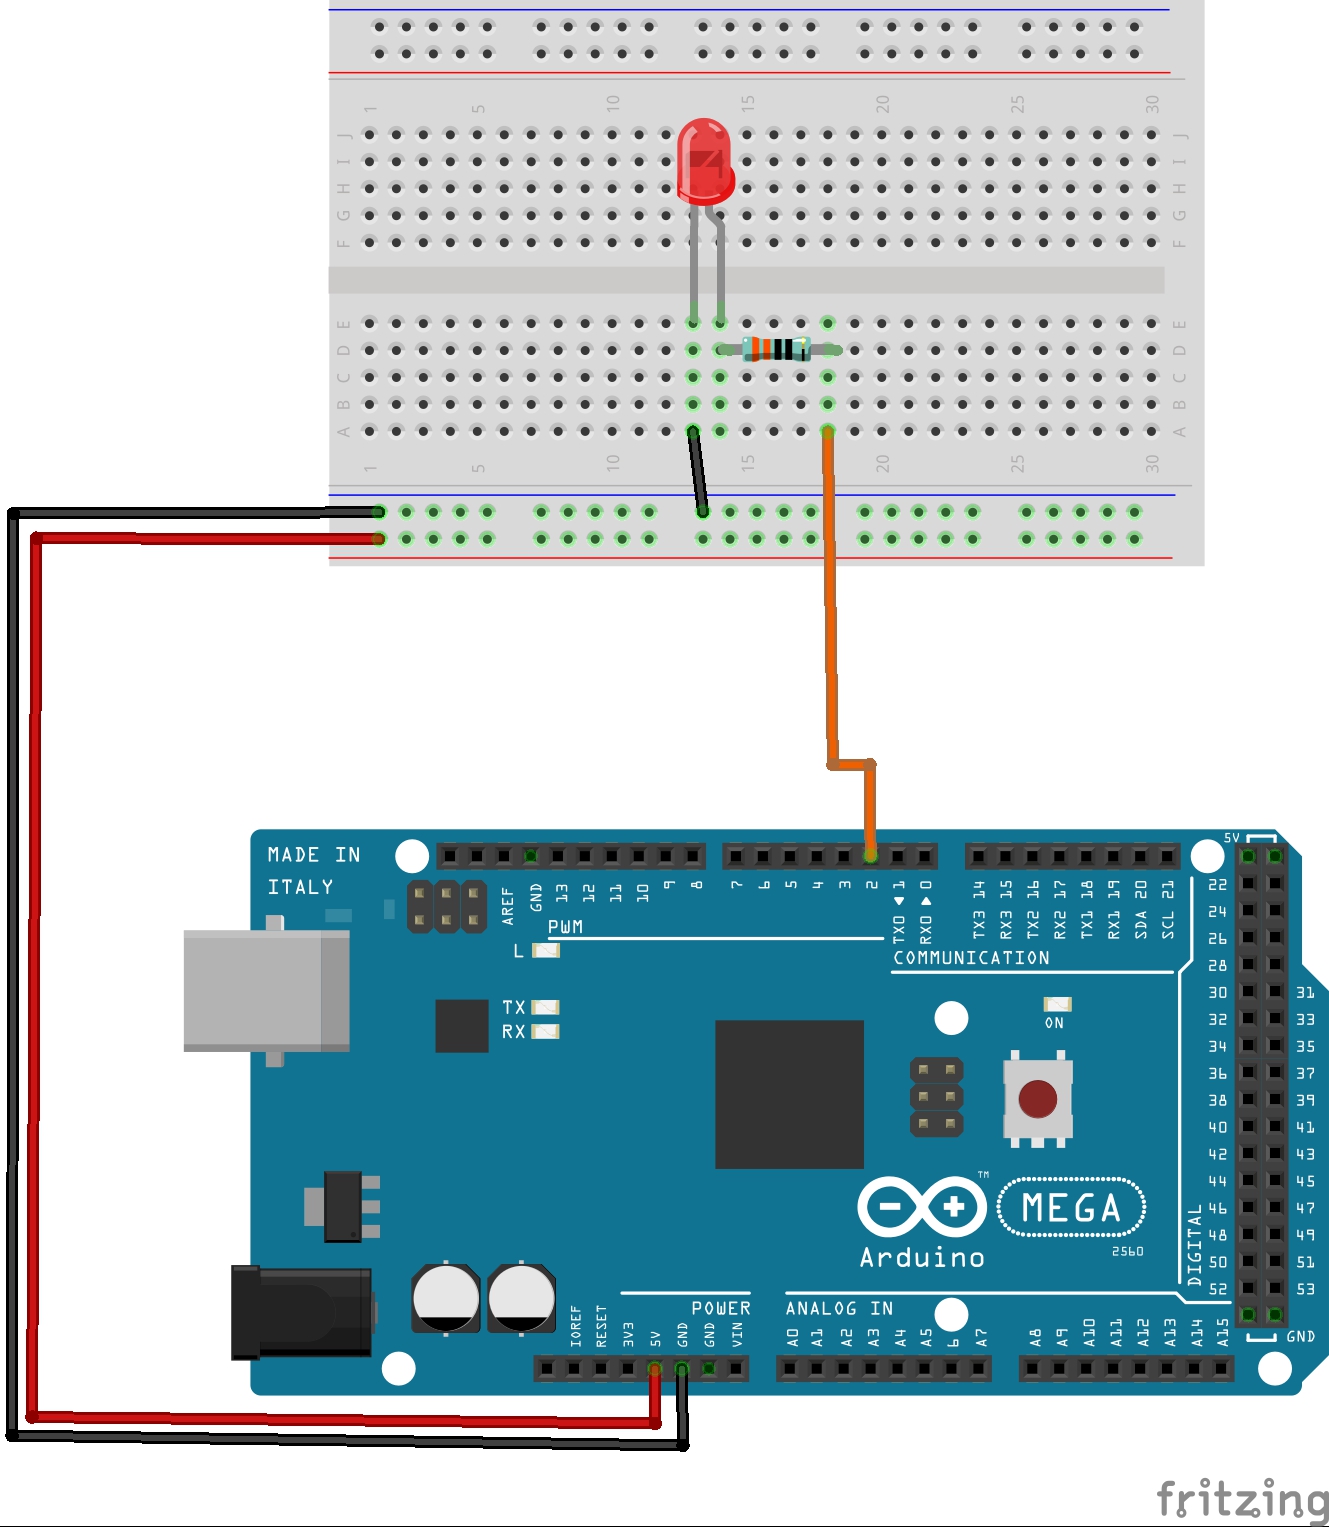 1 5 10 15 20 25 30
J J
I I
H H
G G
F F
E E
D D
C C
B B
A A
1 5 10 15 20 25 30
MADE IN
ITALY
AREF GND 13 12 11 10 9 8 7 6 5 4 3 2 TX0 1 RX0 0 TX3 14 RX3 15 TX2 16 RX2 17 TX1 18 RX1 19 SDA 20 SCL 21
5V
22
24
26
28
30 31
32 33
34 35
36 37
38 39
40 41
42 43
44 45
46 47
48 49
50 51
52 53
GND
DIGITAL
PWM
COMMUNICATION
L
TX
RX
ON
TM
MEGA
2560
Arduino
POWER
ANALOG IN
IOREF RESET 3V3 5V GND GND VIN A0 A1 A2 A3 A4 A5 6 A7 A8 A9 A10 A11 A12 A13 A14 A15
fritzing